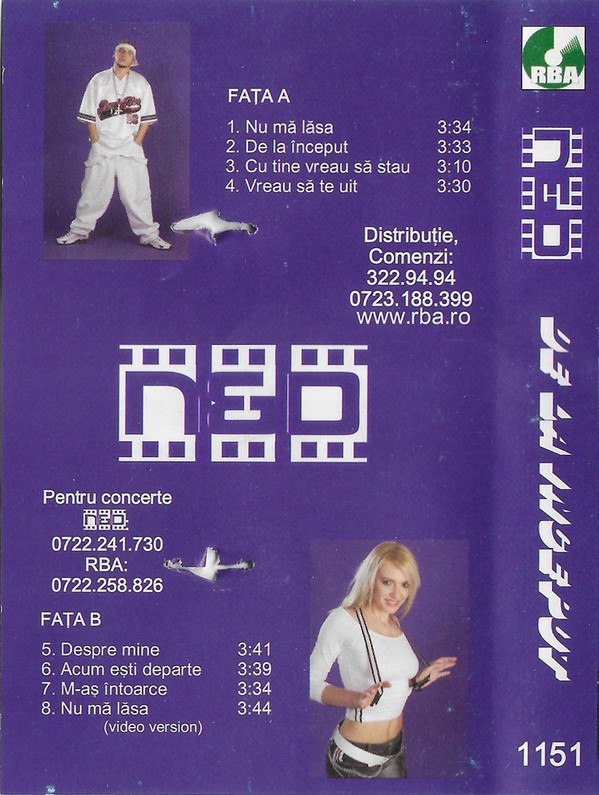 FAȚA A
1. Nu mă lăsa 3:34
2. De la început 3:33
3. Cu tine vreau să stau 3:10
4. Vreau să te uit 3:30
Distribuție,
Comenzi:
322.94.94
0723.188.399
www.rba.ro
NED
Pentru concerte
NED
0722.241.730
RBA:
0722.258.826
FAȚA B
5. Despre mine 3:41
6. Acum ești departe 3:39
7. M-aș întoarce 3:34
8. Nu mă lăsa 3:44
(video version)
RBA
NED
DE LA INCEPUT
1151